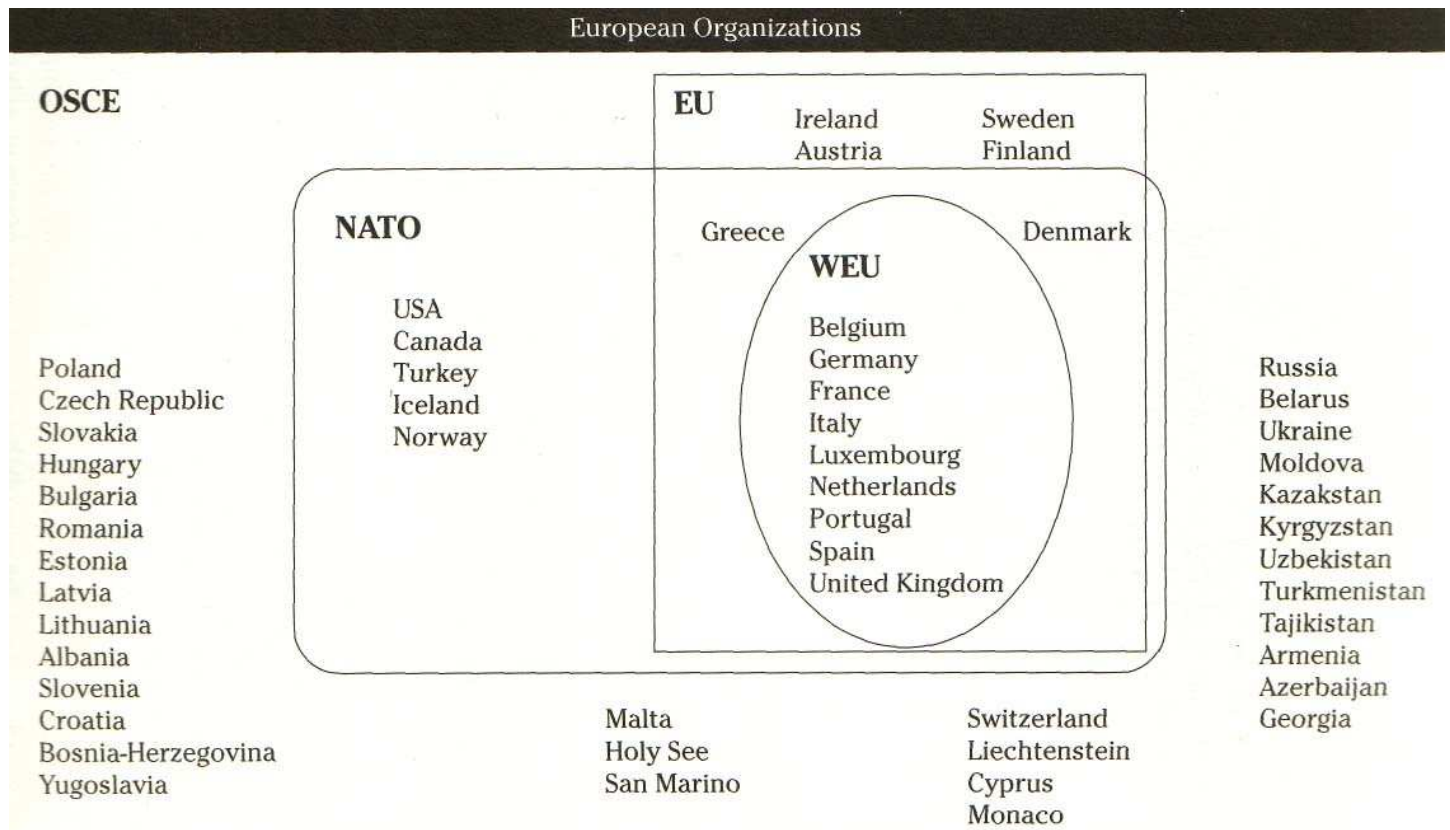 European Organizations
OSCE
EU
Ireland
Austria
Sweden
Finland
NATO
USA
Canada
Turkey
Iceland
Norway
Greece
Denmark
WEU
Belgium
Germany
France
Italy
Luxembourg
Netherlands
Portugal
Spain
United Kingdom
Poland
Czech Republic
Slovakia
Hungary
Bulgaria
Romania
Estonia
Latvia
Lithuania
Albania
Slovenia
Croatia
Bosnia-Herzegovina
Yugoslavia
Malta
Holy See
San Marino
Switzerland
Liechtenstein
Cyprus
Monaco
Russia
Belarus
Ukraine
Moldova
Kazakstan
Kyrgyzstan
Uzbekistan
Turkmenistan
Tajikistan
Armenia
Azerbaijan
Georgia